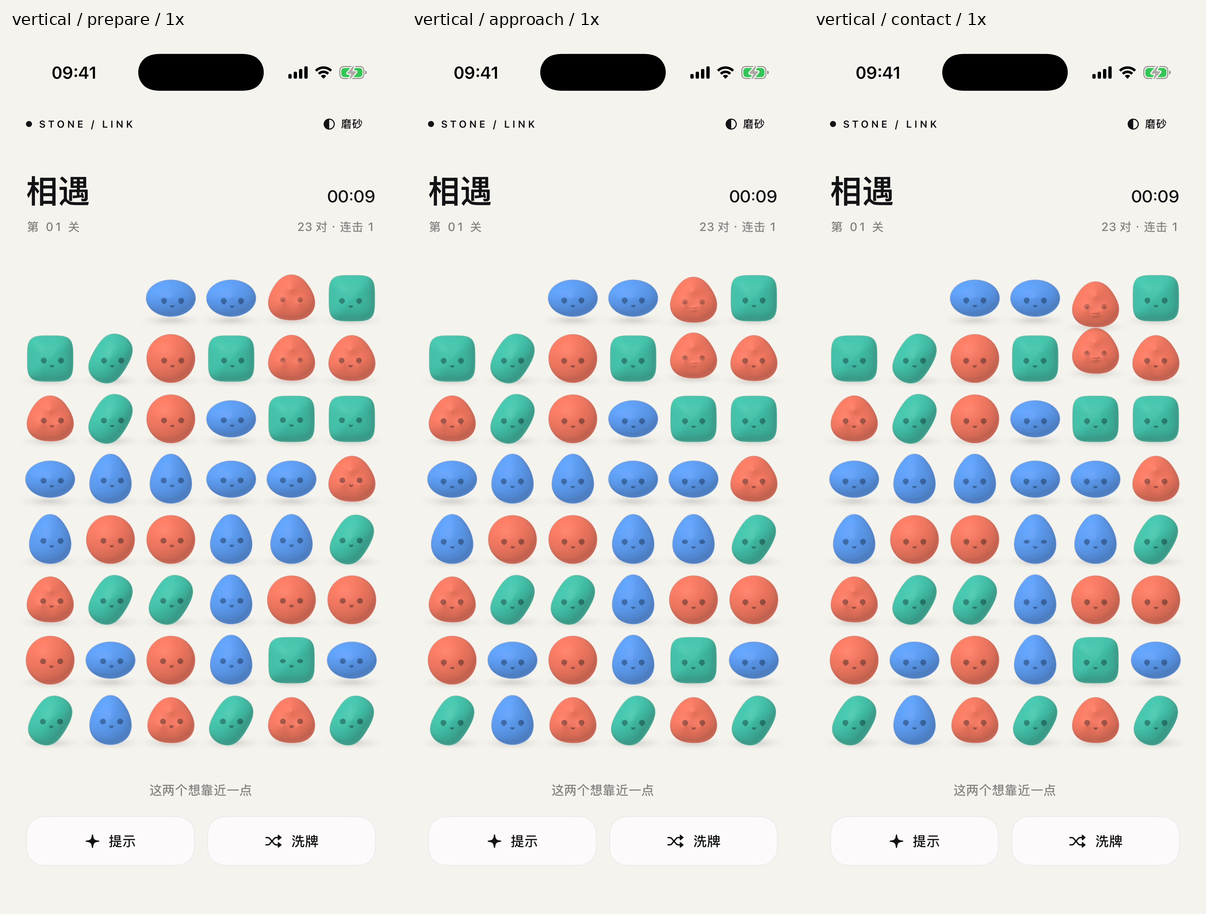 vertical / prepare / 1x
09:41
STONE / LINK
磨砂
相遇
00:09
第 01 关
23 对 · 连击 1
这两个想靠近一点
提示
洗牌
vertical / approach / 1x
09:41
STONE / LINK
磨砂
相遇
00:09
第 01 关
23 对 · 连击 1
这两个想靠近一点
提示
洗牌
vertical / contact / 1x
09:41
STONE / LINK
磨砂
相遇
00:09
第 01 关
23 对 · 连击 1
这两个想靠近一点
提示
洗牌